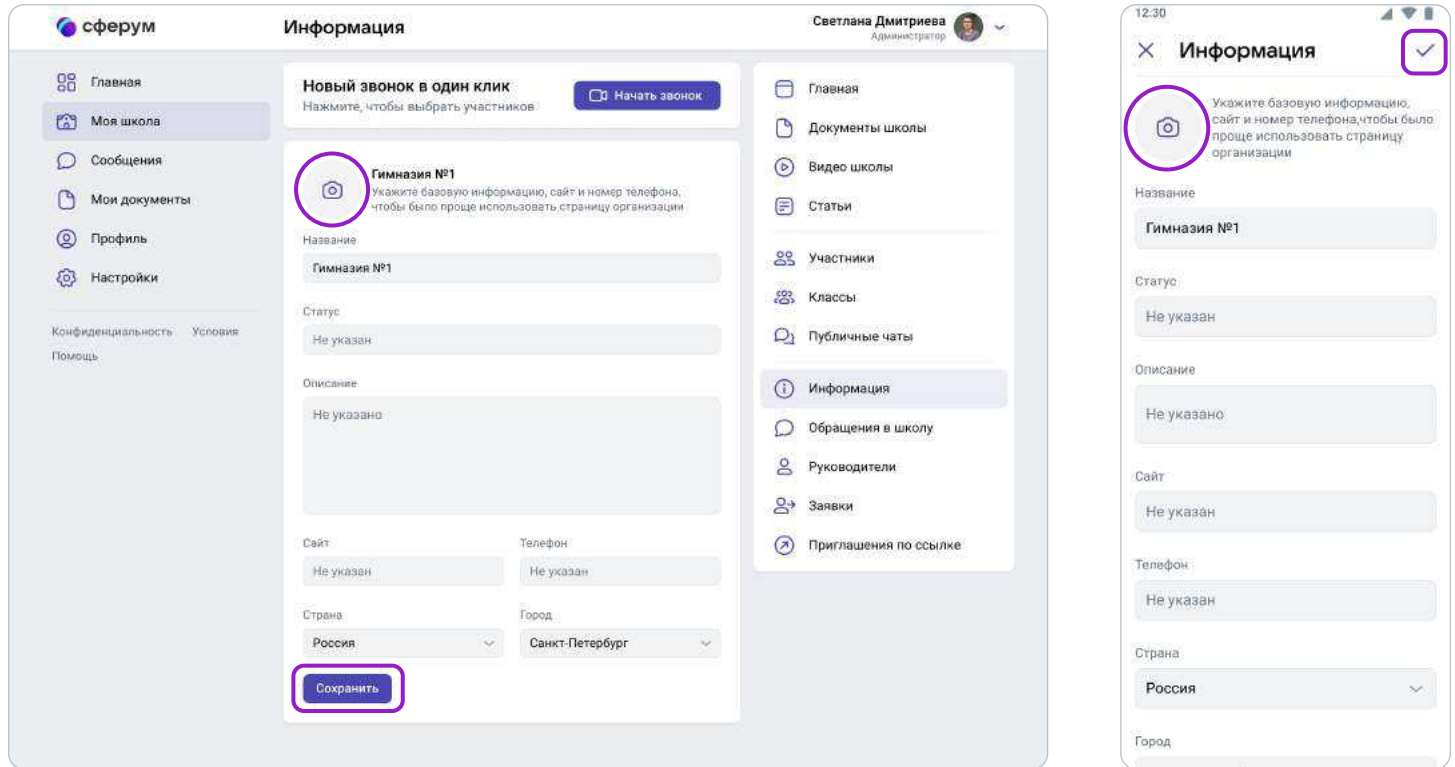 сферум
Информация
Светлана Дмитриева
Администратор
Главная
Моя школа
Сообщения
Мои документы
Профиль
Настройки
Конфиденциальность Условия
Помощь
Новый звонок в один клик
Нажмите, чтобы выбрать участников
Начать звонок
Гимназия №1
Укажите базовую информацию, сайт и номер телефона,
чтобы было проще использовать страницу организации
Название
Гимназия №1
Статус
Не указан
Описание
Не указано
Сайт
Телефон
Не указан
Не указан
Страна
Город
Россия
Санкт-Петербург
Сохранить
Главная
Документы школы
Видео школы
Статьи
Участники
Классы
Публичные чаты
Информация
Обращения в школу
Руководители
Заявки
Приглашения по ссылке
12:30
Информация
Укажите базовую информацию,
сайт и номер телефона,чтобы было
проще использовать страницу
организации
Название
Гимназия №1
Статус
Не указан
Описание
Не указано
Сайт
Не указан
Телефон
Не указан
Страна
Россия
Город